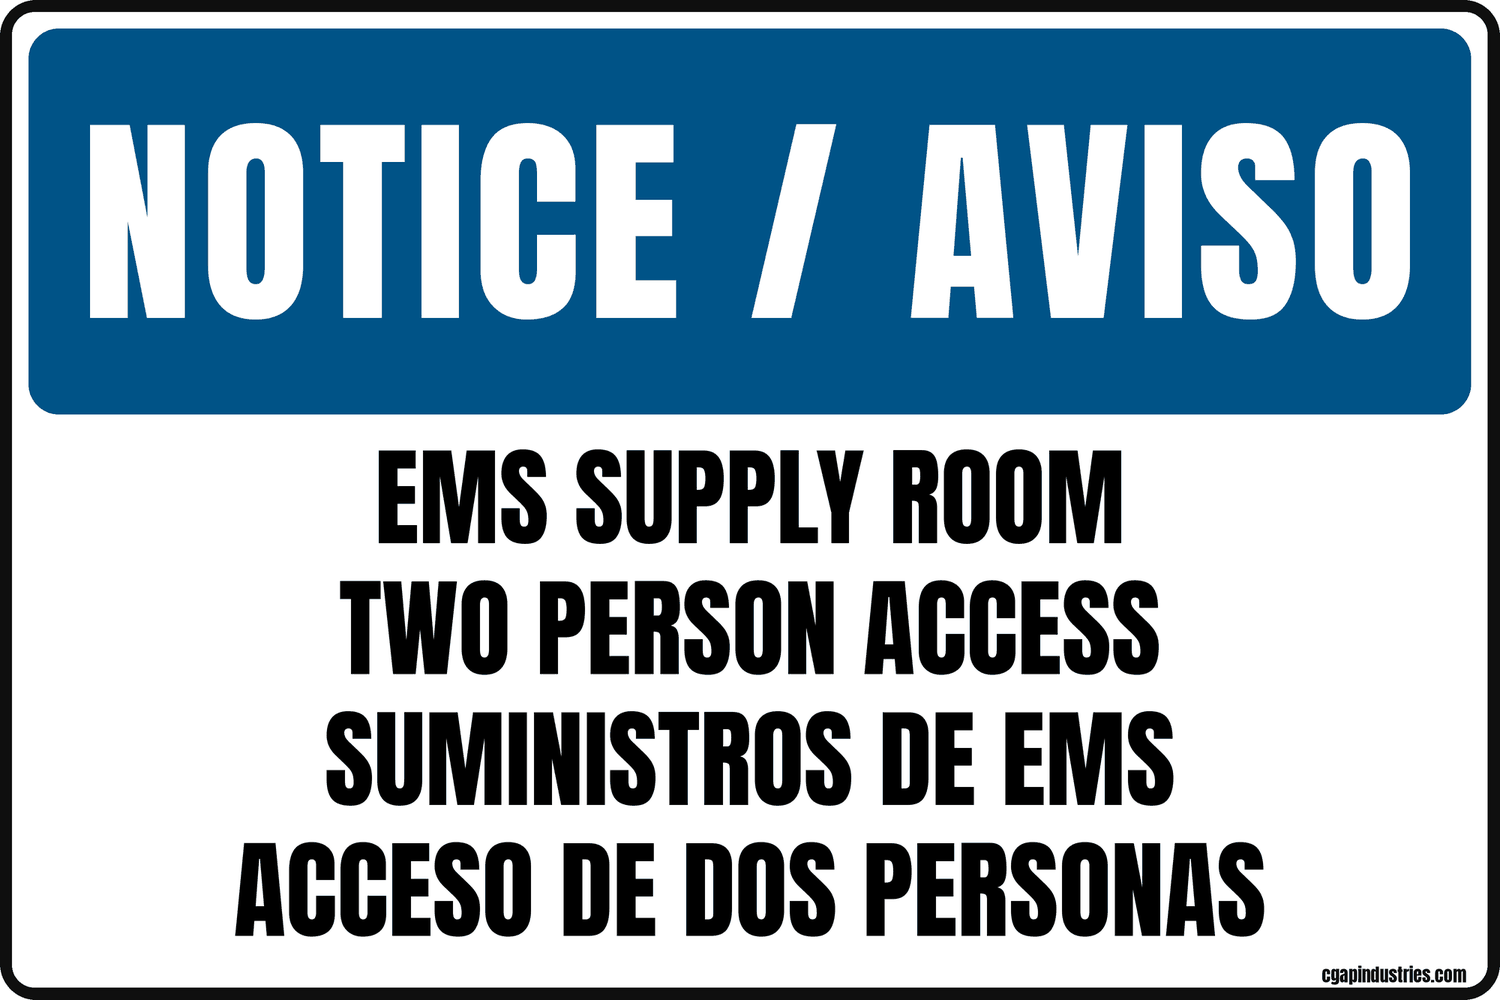 NOTICE / AVISO
EMS SUPPLY ROOM
TWO PERSON ACCESS
SUMINISTROS DE EMS
ACCESO DE DOS PERSONAS
cgapindustries.com